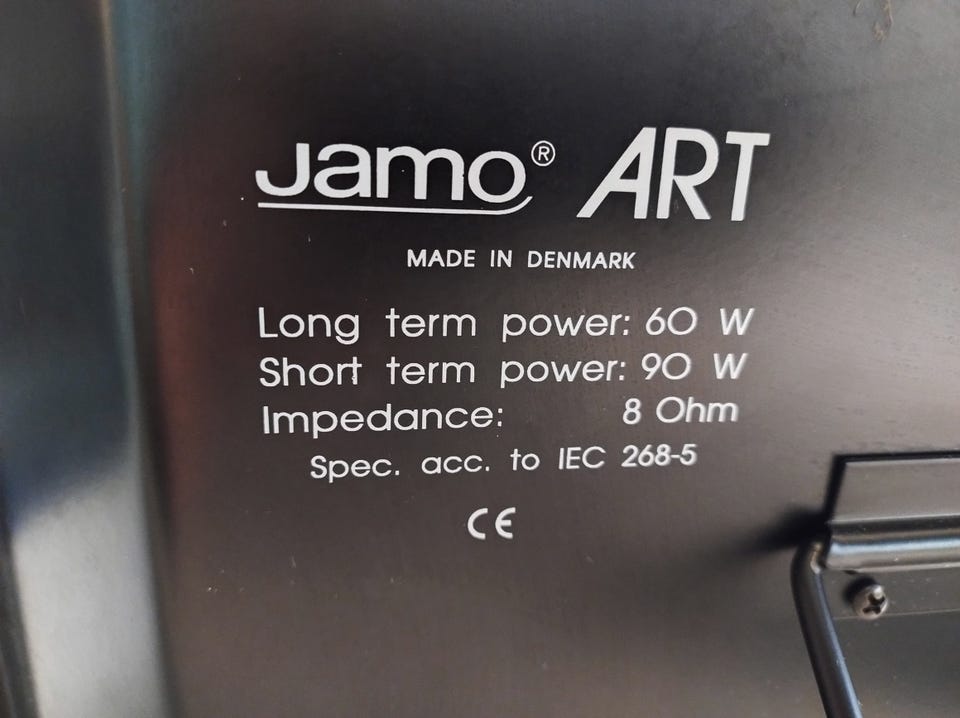 Jamo® ART
MADE IN DENMARK
Long term power: 60 W
Short term power: 90 W
Impedance: 8 Ohm
Spec. acc. to IEC 268-5
CE